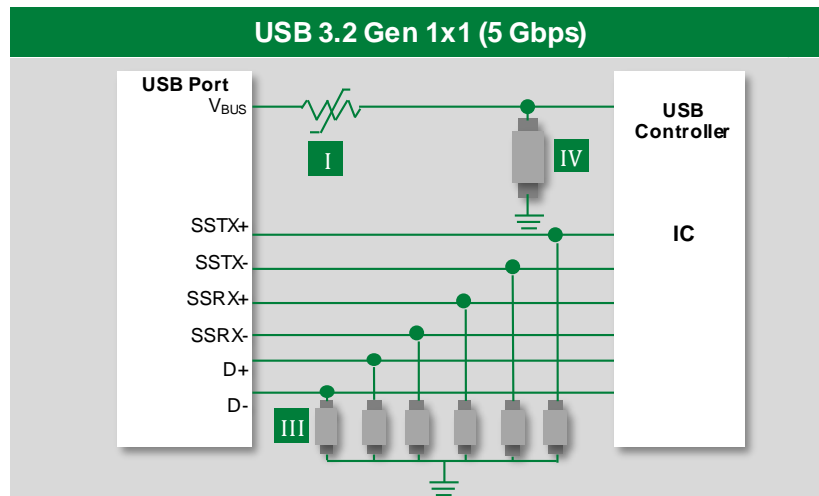 USB 3.2 Gen 1x1 (5 Gbps)
USB Port
VBUS
I
IV
USB
Controller
IC
SSTX+
SSTX-
SSRX+
SSRX-
D+
D-
III